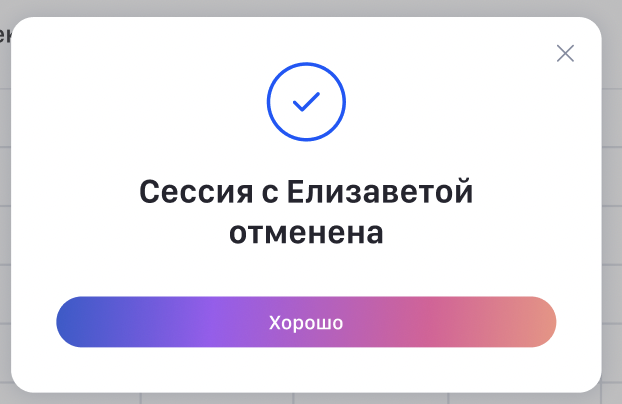 Сессия с Елизаветой
отменена
Хорошо